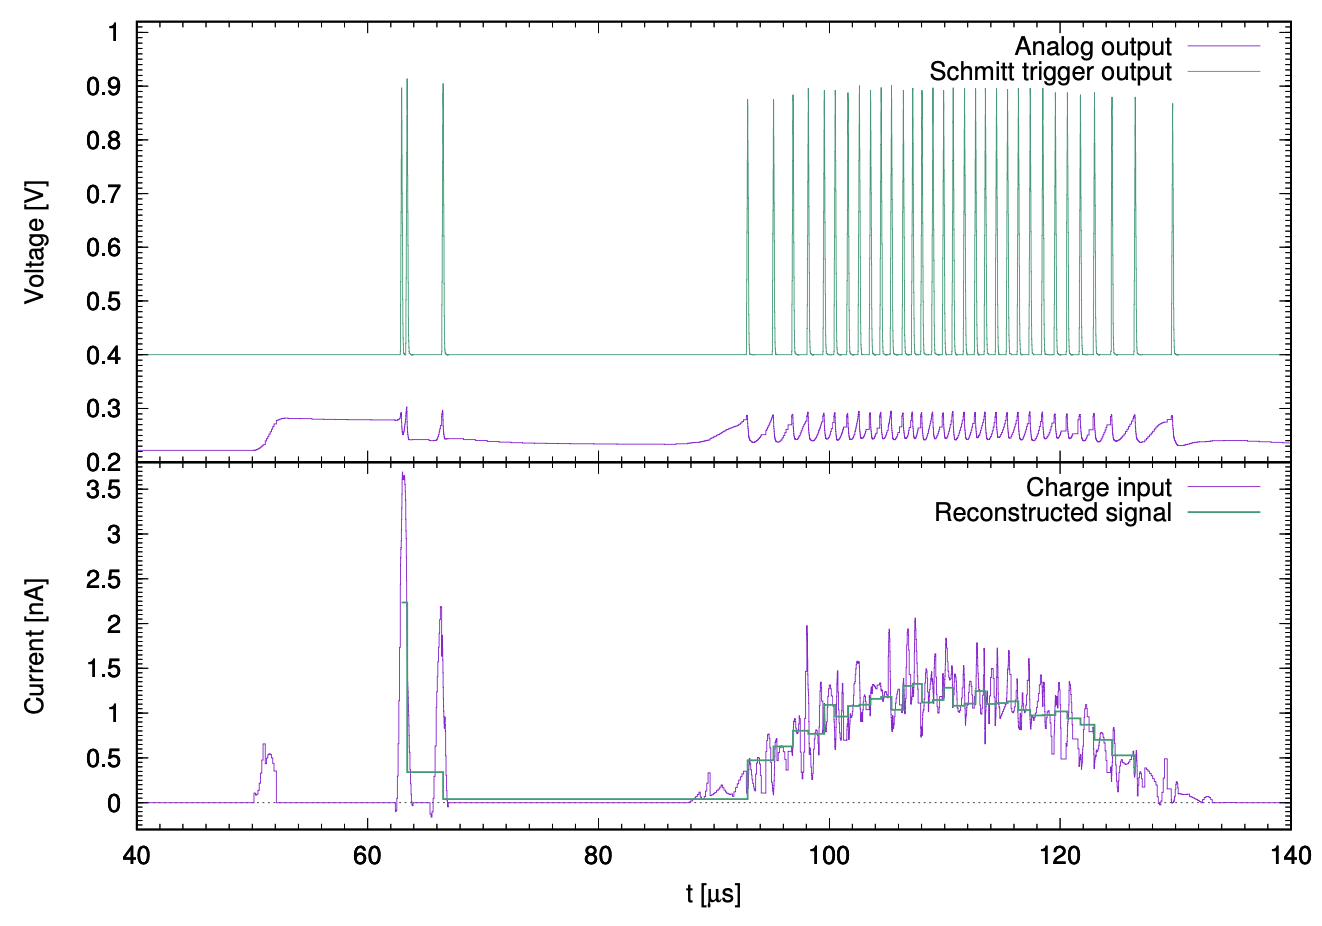 1
Analog output
Schmitt trigger output
0.9
0.8
0.7
0.6
0.5
0.4
0.3
0.2
Voltage [V]
Charge input
Reconstructed signal
3.5
3
2.5
2
1.5
1
0.5
0
Current [nA]
40 60 80 100 120 140
t [μs]